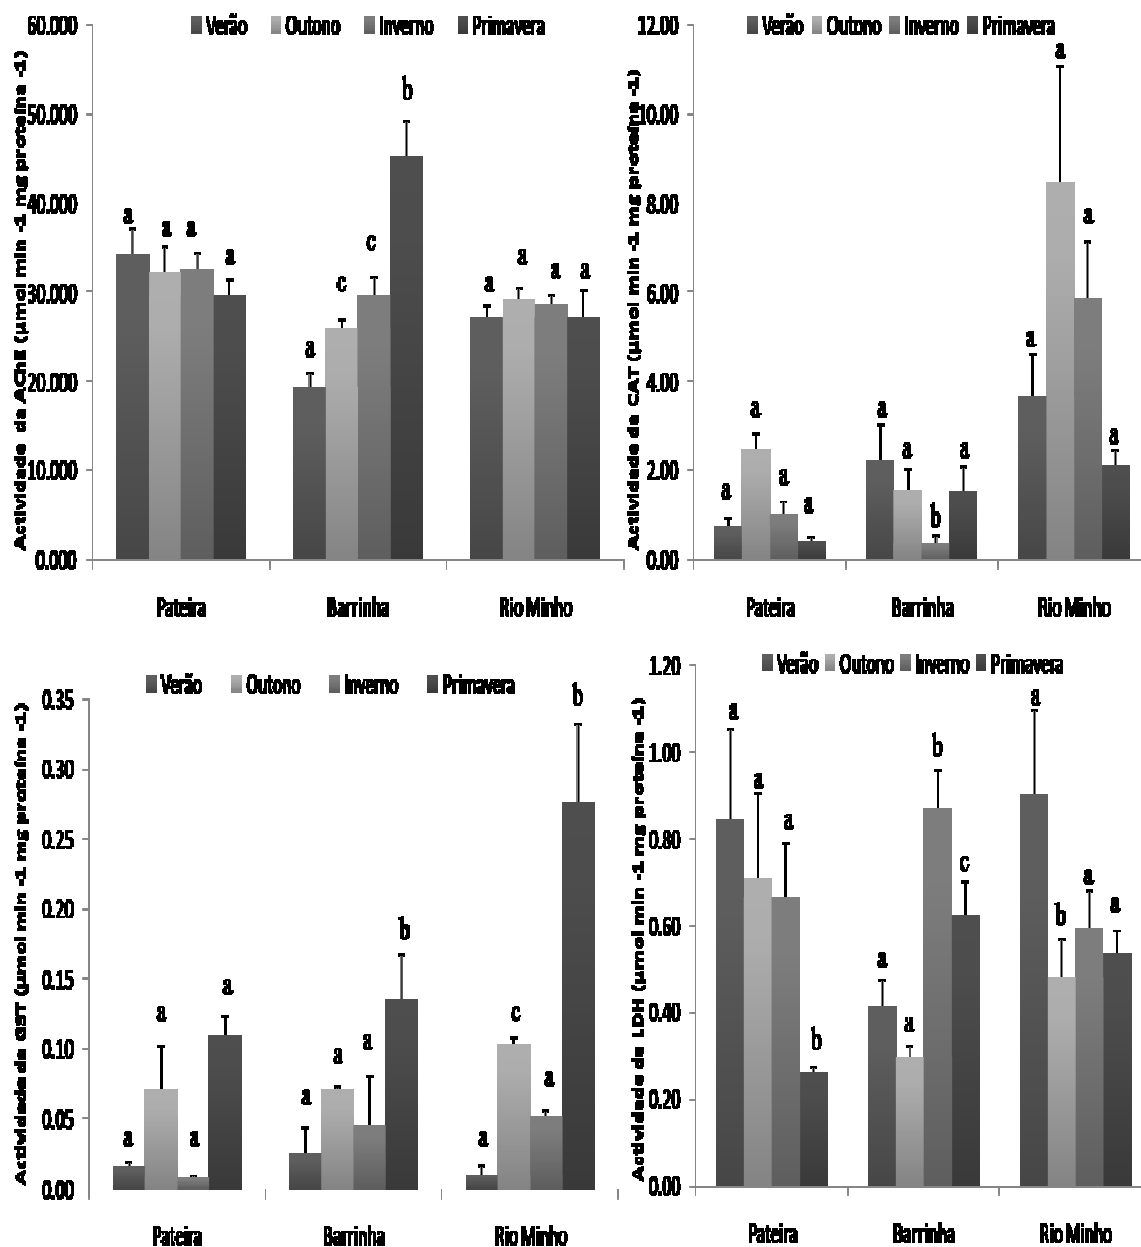 Verão Outono Inverno Primavera
Actividade da AChE (µmol min -1 mg proteína -1)
60.000
50.000
40.000
30.000
20.000
10.000
0.000
a a a a
a c c b
a a a a
Pateira Barrinha Rio Minho
Verão Outono Inverno Primavera
Actividade da CAT (µmol min -1 mg proteína -1)
12.00
10.00
8.00
6.00
4.00
2.00
0.00
a a a a
a a b a
a a a a
Pateira Barrinha Rio Minho
Verão Outono Inverno Primavera
Actividade da GST (µmol min -1 mg proteína -1)
0.35
0.30
0.25
0.20
0.15
0.10
0.05
0.00
a a a a
a a a b
a c a b
Pateira Barrinha Rio Minho
Verão Outono Inverno Primavera
Actividade da LDH (µmol min -1 mg proteína -1)
1.20
1.00
0.80
0.60
0.40
0.20
0.00
a a a b
a a b c
a b a a
Pateira Barrinha Rio Minho